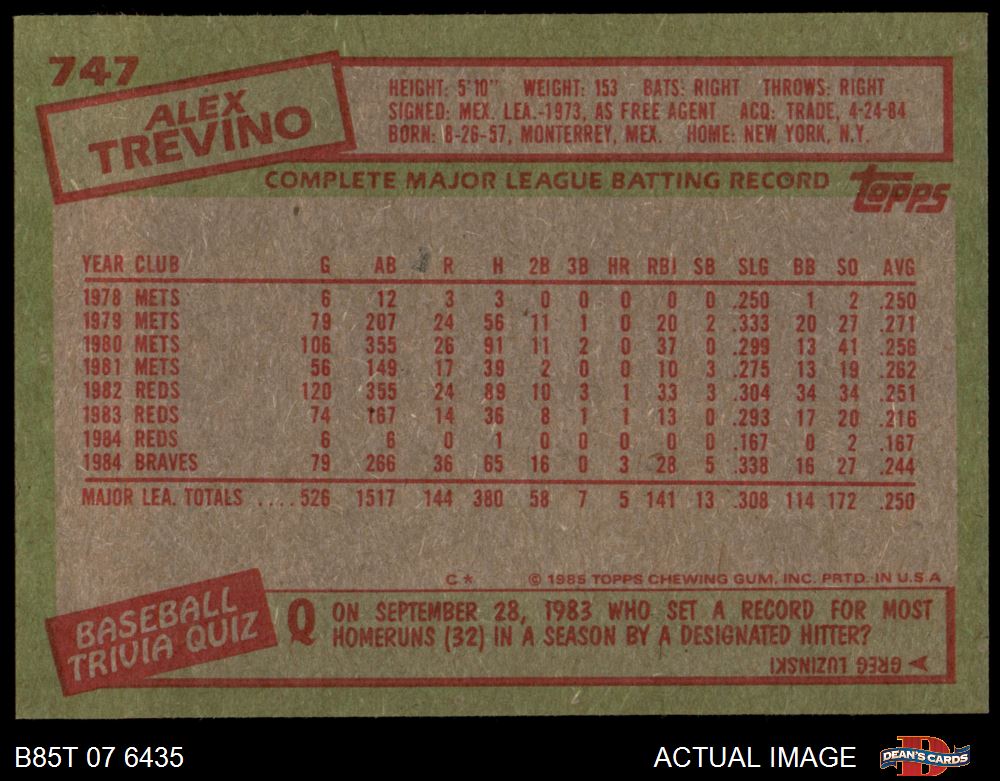 747
ALEX
TREVINO
HEIGHT: 5'10" WEIGHT: 153 BATS: RIGHT THROWS: RIGHT
SIGNED: MEX. LEA.-1973, AS FREE AGENT ACQ: TRADE, 4-24-84
BORN: 8-26-57, MONTERREY, MEX. HOME: NEW YORK, N.Y.
COMPLETE MAJOR LEAGUE BATTING RECORD
topps
YEAR CLUB G AB R H 2B 3B HR RBI SB SLG BB SO AVG
1978 METS 6 12 3 3 0 0 0 0 0 .250 1 2 .250
1979 METS 79 207 24 56 11 1 0 20 2 .333 20 27 .271
1980 METS 106 355 26 91 11 2 0 37 0 .299 13 41 .256
1981 METS 56 149 17 39 2 0 0 10 3 .275 13 19 .262
1982 REDS 120 355 24 89 10 3 1 33 3 .304 34 34 .251
1983 REDS 74 167 14 36 8 1 1 13 0 .293 17 20 .216
1984 REDS 6 6 0 1 0 0 0 0 0 .167 0 2 .167
1984 BRAVES 79 266 36 65 16 0 3 28 5 .338 16 27 .244
MAJOR LEA. TOTALS .... 526 1517 144 380 58 7 5 141 13 .308 114 172 .250
C* © 1985 TOPPS CHEWING GUM, INC. PRTD. IN U.S.A
BASEBALL
TRIVIA QUIZ
Q ON SEPTEMBER 28, 1983 WHO SET A RECORD FOR MOST
HOMERUNS (32) IN A SEASON BY A DESIGNATED HITTER?
GREG LUZINSKI
B85T 07 6435
ACTUAL IMAGE
DEAN'S CARDS